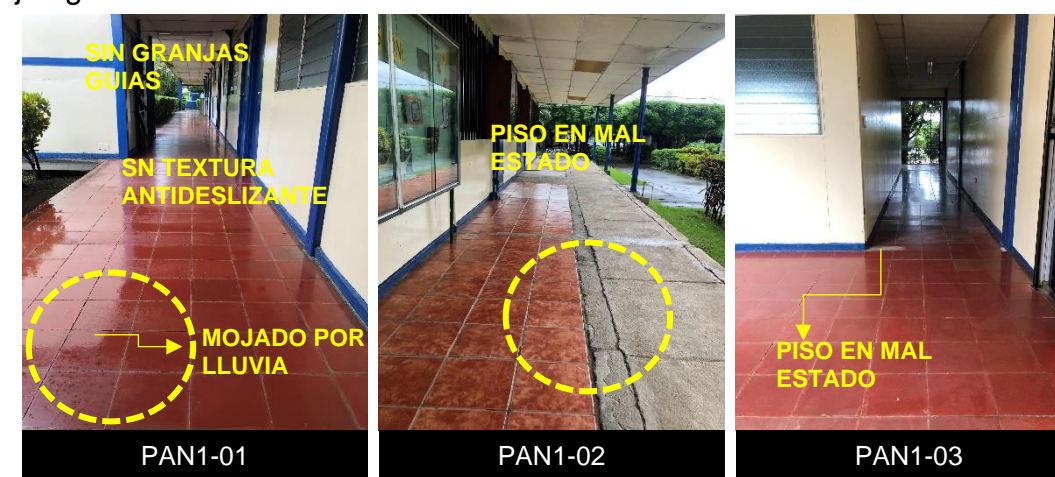 SIN GRANJAS
GUIAS
SN TEXTURA
ANTIDESLIZANTE
MOJADO POR
LLUVIA
PAN1-01
PISO EN MAL
ESTADO
PAN1-02
PISO EN MAL
ESTADO
PAN1-03